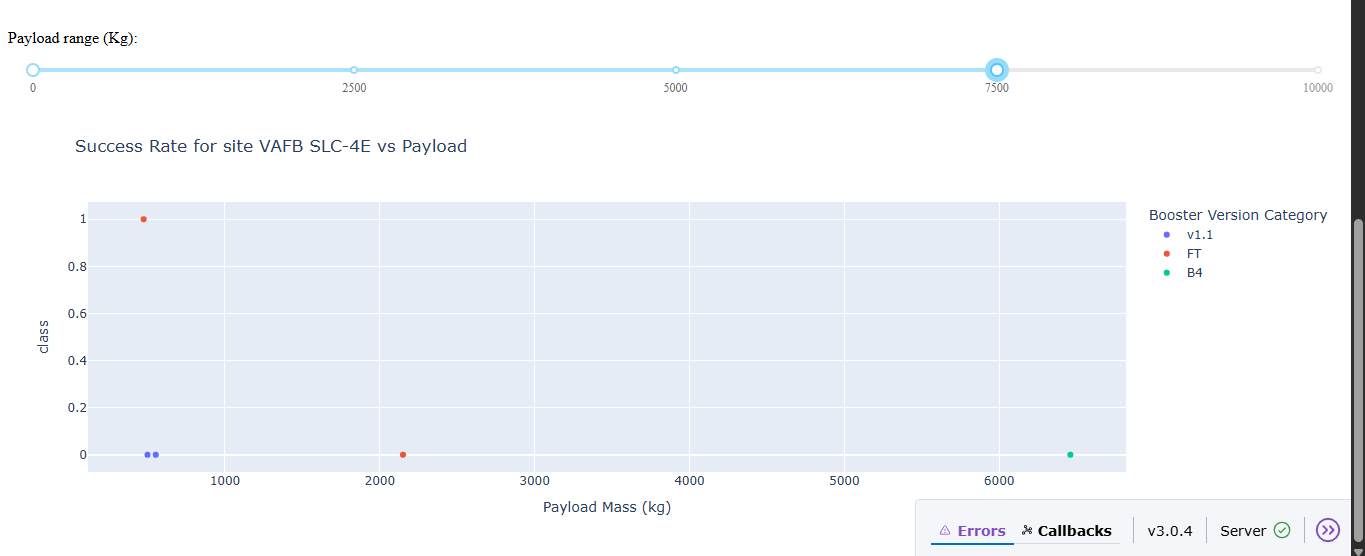 Payload range (Kg):
0 2500 5000 7500 10000
Success Rate for site VAFB SLC-4E vs Payload
Booster Version Category
v1.1
FT
B4
1
0.8
0.6
0.4
0.2
0
class
1000 2000 3000 4000 5000 6000
Payload Mass (kg)
Errors Callbacks v3.0.4 Server